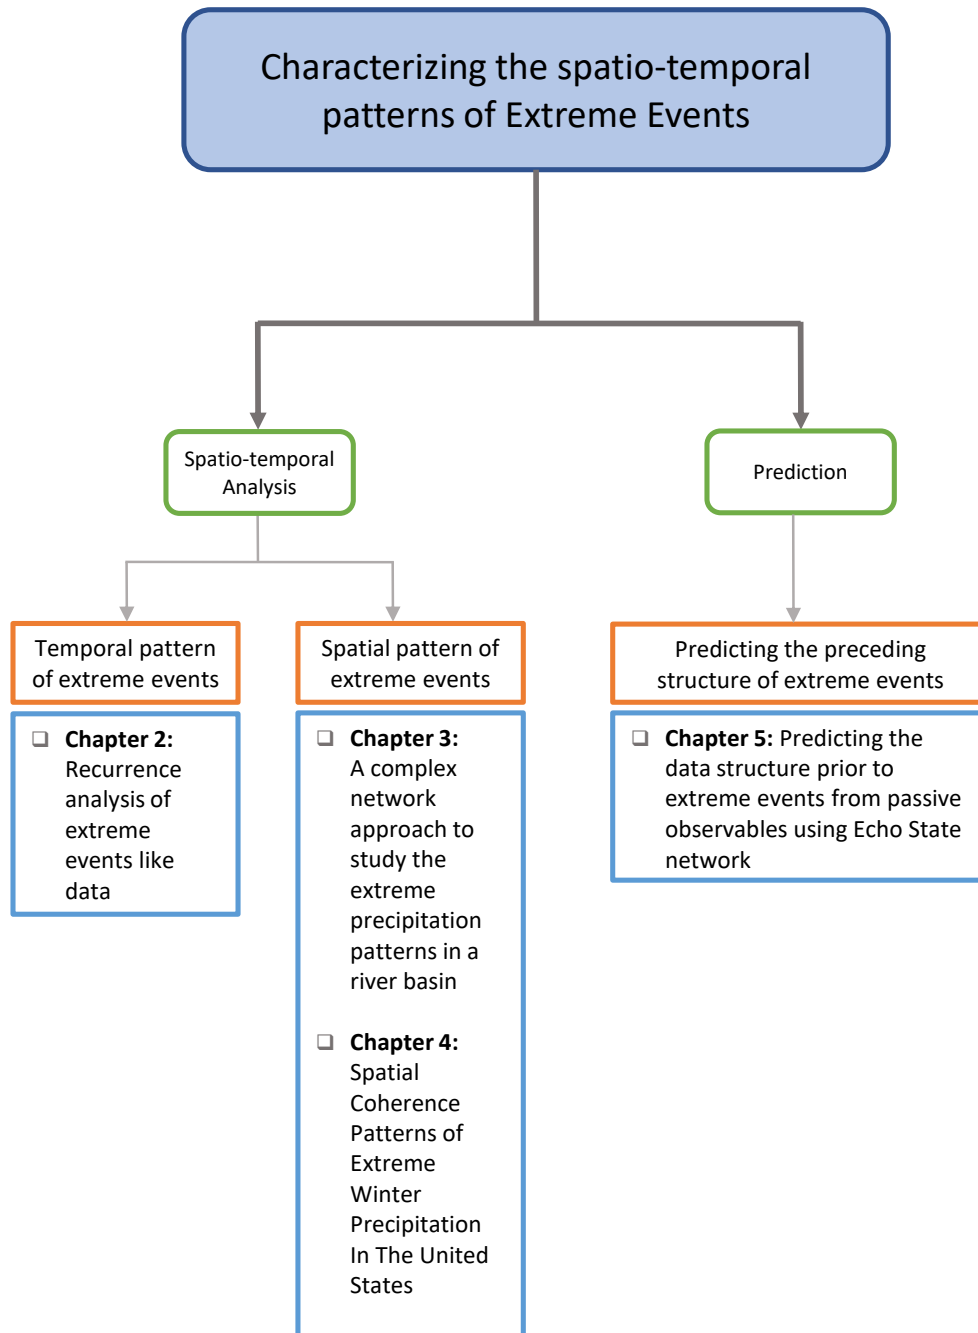 Characterizing the spatio-temporal
patterns of Extreme Events
Spatio-temporal
Analysis
Prediction
Temporal pattern
of extreme events
Spatial pattern of
extreme events
Predicting the preceding
structure of extreme events
❑ Chapter 2:
Recurrence
analysis of
extreme
events like
data
❑ Chapter 3:
A complex
network
approach to
study the
extreme
precipitation
patterns in a
river basin
❑ Chapter 4:
Spatial
Coherence
Patterns of
Extreme
Winter
Precipitation
In The United
States
❑ Chapter 5: Predicting the
data structure prior to
extreme events from passive
observables using Echo State
network